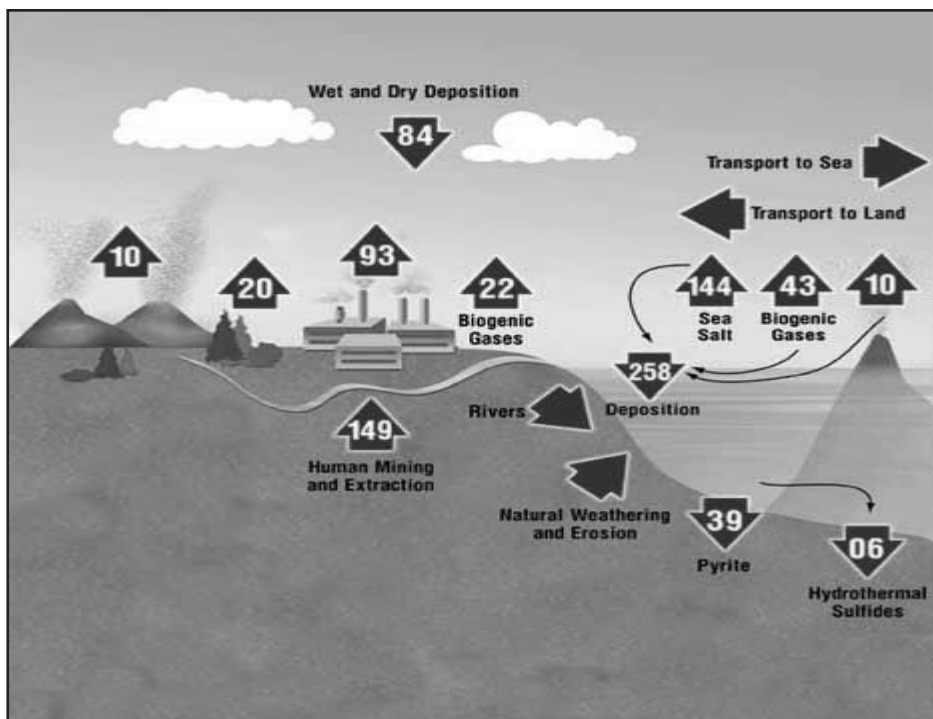 Wet and Dry Deposition
84
Transport to Sea
Transport to Land
10
20
93
22
Biogenic
Gases
144
Sea
Salt
43
Biogenic
Gases
10
258
Deposition
Rivers
149
Human Mining
and Extraction
Natural Weathering
and Erosion
39
Pyrite
06
Hydrothermal
Sulfides